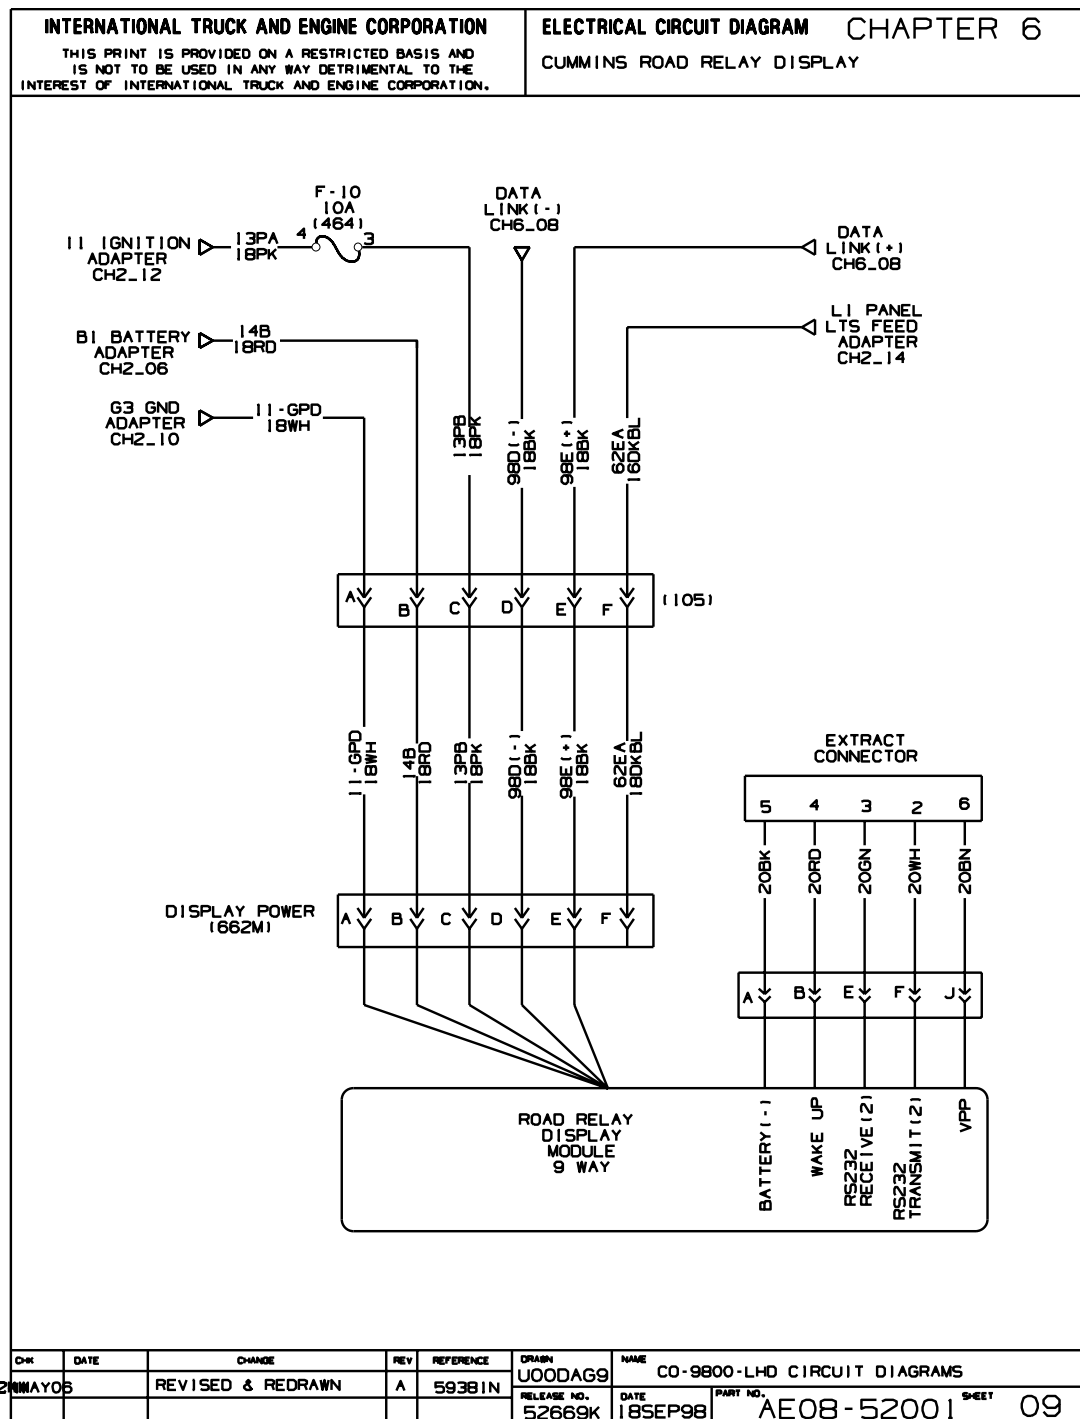 INTERNATIONAL TRUCK AND ENGINE CORPORATION
THIS PRINT IS PROVIDED ON A RESTRICTED BASIS AND
IS NOT TO BE USED IN ANY WAY DETRIMENTAL TO THE
INTEREST OF INTERNATIONAL TRUCK AND ENGINE CORPORATION.
ELECTRICAL CIRCUIT DIAGRAM CHAPTER 6
CUMMINS ROAD RELAY DISPLAY
F-10
10A
(464)
4 3
I1 IGNITION
ADAPTER
CH2_12
13PA
18PK
DATA
LINK(-)
CH6_08
DATA
LINK(+)
CH6_08
B1 BATTERY
ADAPTER
CH2_06
14B
18RD
L1 PANEL
LTS FEED
ADAPTER
CH2_14
G3 GND
ADAPTER
CH2_10
11-GPD
18WH
13PB
18PK
98D(-)
18BK
98E(+)
18BK
62EA
16DKBL
A B C D E F
(105)
11-GPD
18WH
14B
18RD
13PB
18PK
98D(-)
18BK
98E(+)
18BK
62EA
18DKBL
EXTRACT
CONNECTOR
5 4 3 2 6
20BK
20RD
20GN
20WH
20BN
DISPLAY POWER
(662M)
A B C D E F
A B E F J
ROAD RELAY
DISPLAY
MODULE
9 WAY
BATTERY(-)
WAKE UP
RS232
RECEIVE(2)
RS232
TRANSMIT(2)
VPP
CHK DATE CHANGE REV REFERENCE
MAY06 REVISED & REDRAWN A 59381N
DRAWN
U00DAG9
NAME
CO-9800-LHD CIRCUIT DIAGRAMS
RELEASE NO.
52669K
DATE
18SEP98
PART NO.
AE08-52001
SHEET
09